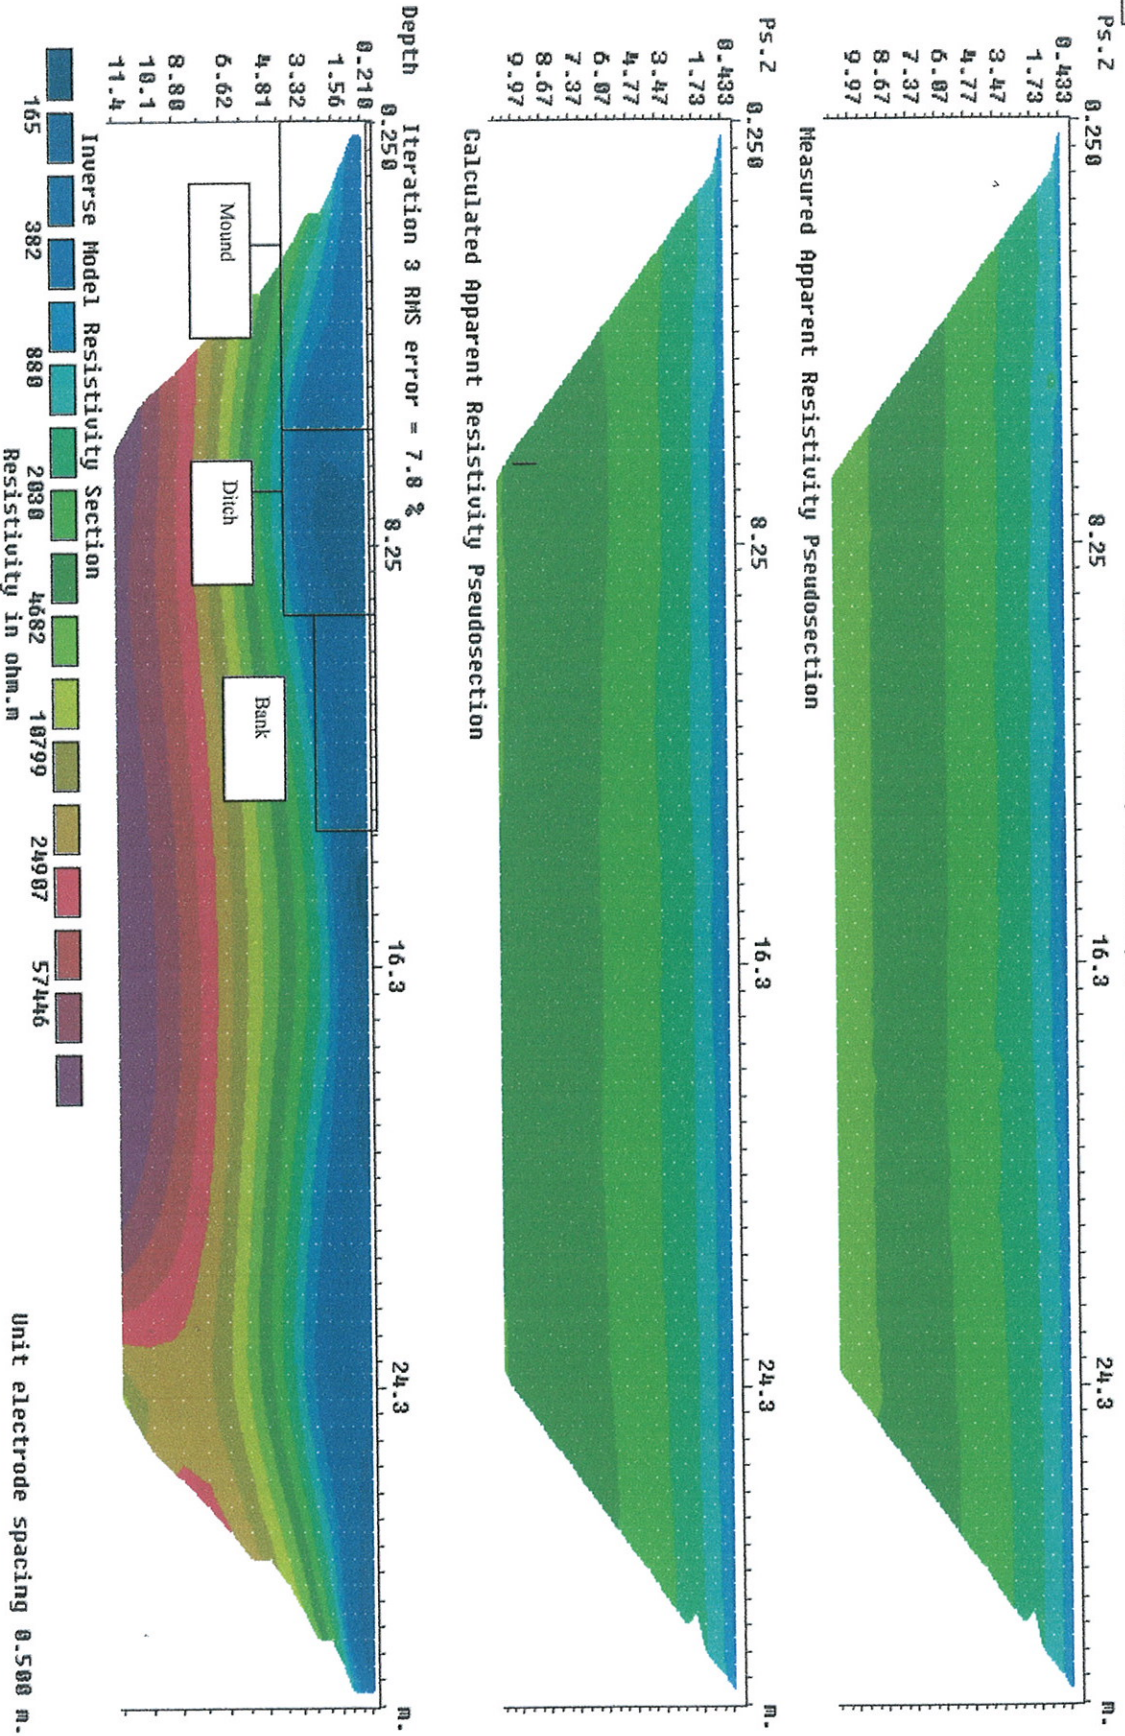 Ps.Z 0.250 8.25 16.3 24.3 m.
0.433
1.73
3.47
4.77
6.07
7.37
8.67
9.97
Measured Apparent Resistivity Pseudosection
Ps.Z 0.250 8.25 16.3 24.3 m.
0.433
1.73
3.47
4.77
6.07
7.37
8.67
9.97
Calculated Apparent Resistivity Pseudosection
Depth Iteration 3 RMS error = 7.8 %
0.250 8.25 16.3 24.3 m.
0.210
1.56
3.32
4.81
6.62
8.80
10.1
11.4
Mound
Ditch
Bank
Inverse Model Resistivity Section
165 382 880 2030 4682 10799 24907 57446
Resistivity in ohm.m
Unit electrode spacing 0.500 m.